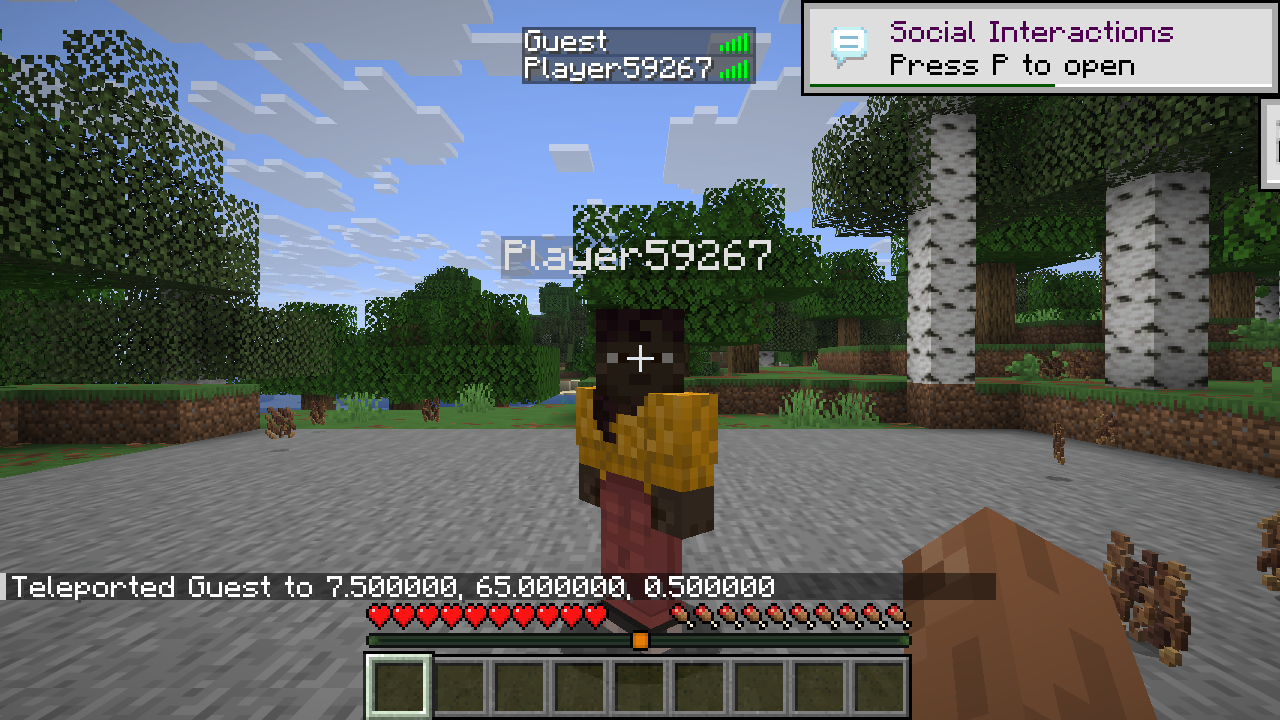 Guest
Player59267
Social Interactions
Press P to open
Player59267
Teleported Guest to 7.500000, 65.000000, 0.500000